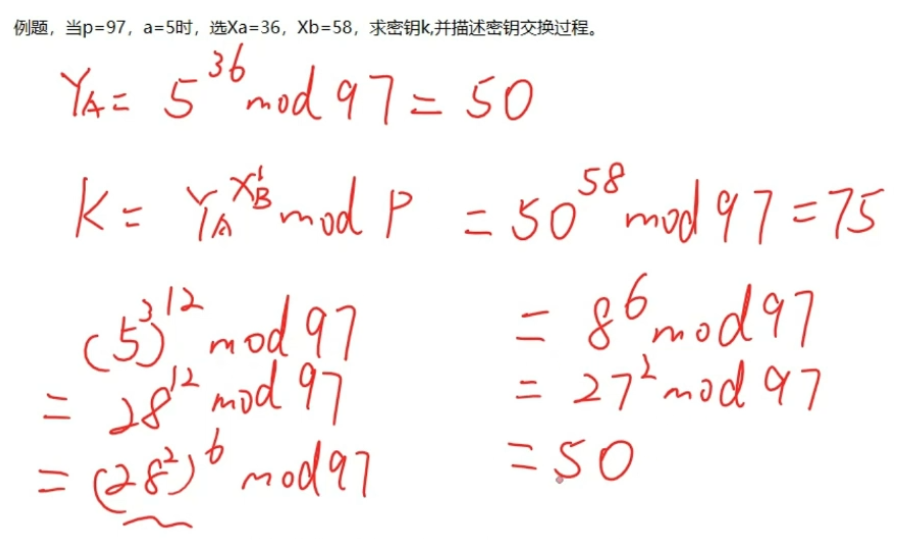 例题，当p=97，a=5时，选Xa=36，Xb=58，求密钥k,并描述密钥交换过程。
Y_A = 5^36 mod 97 = 50
K = Y_A^X_B mod P = 50^58 mod 97 = 75
(5^3)^12 mod 97
= 28^12 mod 97
= (28^2)^6 mod 97
= 8^6 mod 97
= 27^2 mod 97
= 50